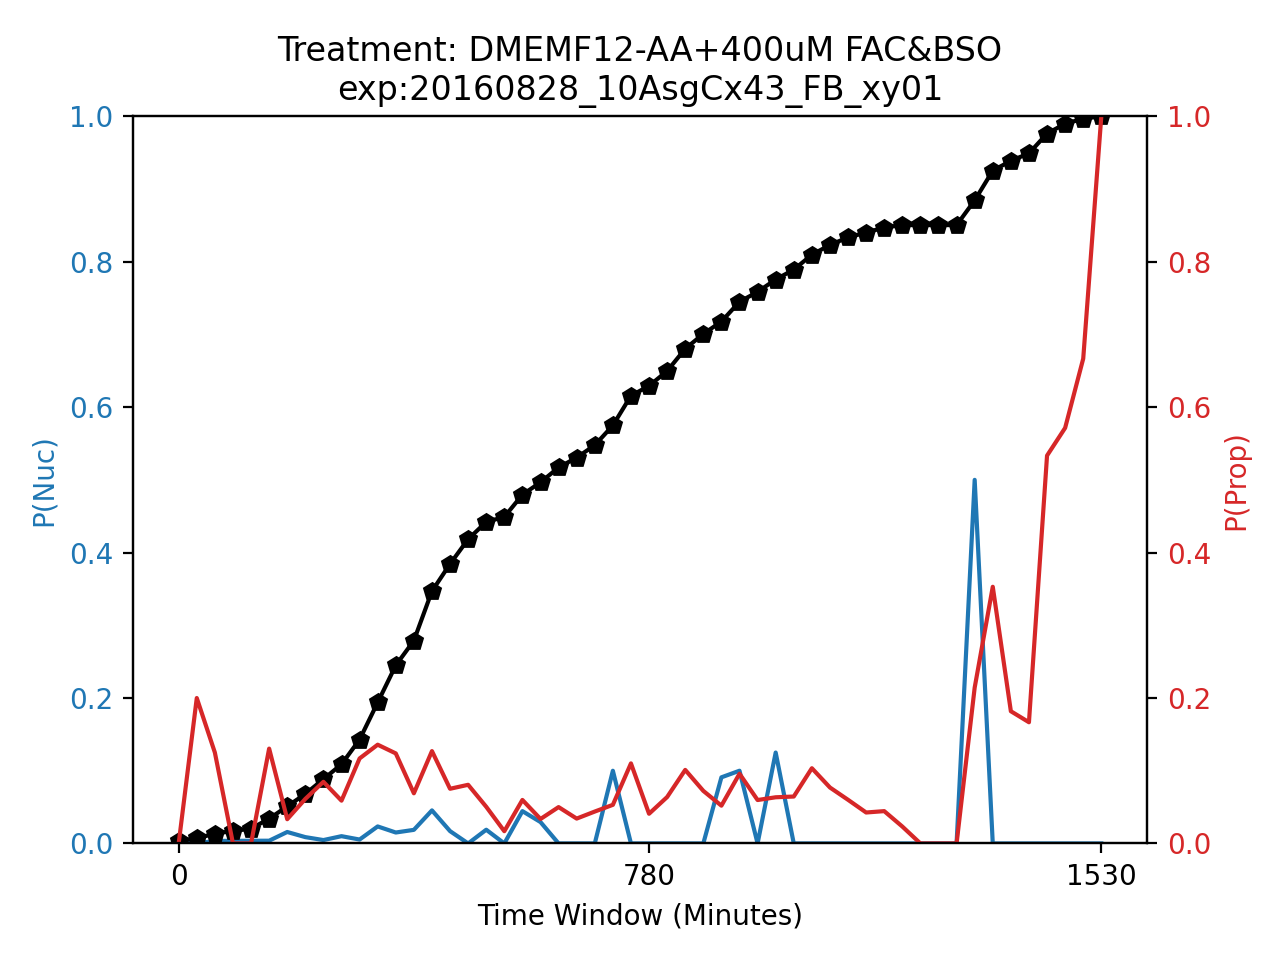 Treatment: DMEMF12-AA+400uM FAC&BSO
exp:20160828_10AsgCx43_FB_xy01
1.0
0.8
0.6
0.4
0.2
0.0
P(Nuc)
1.0
0.8
0.6
0.4
0.2
0.0
P(Prop)
0 780 1530
Time Window (Minutes)